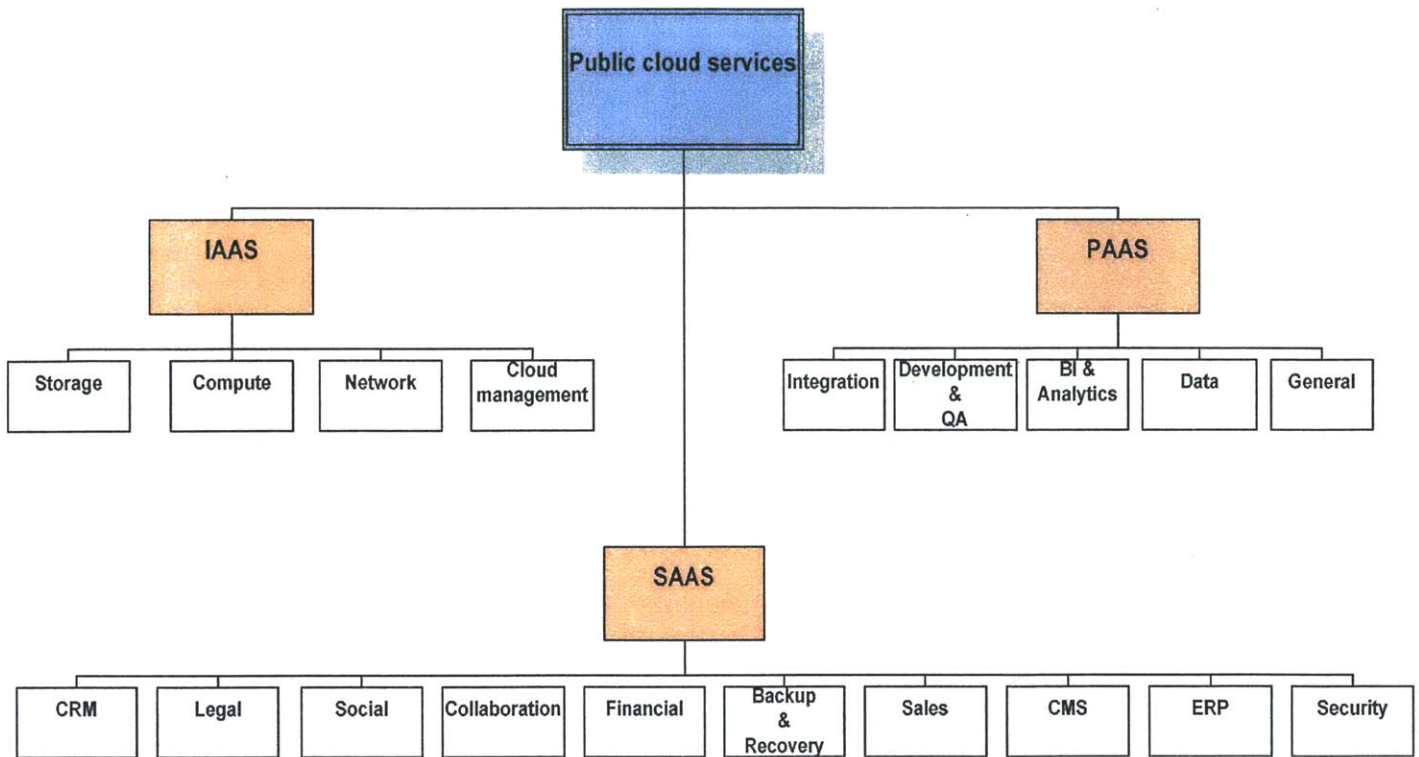 Public cloud services
IAAS
PAAS
Storage
Compute
Network
Cloud
management
Integration
Development
&
QA
BI &
Analytics
Data
General
SAAS
CRM
Legal
Social
Collaboration
Financial
Backup
&
Recovery
Sales
CMS
ERP
Security